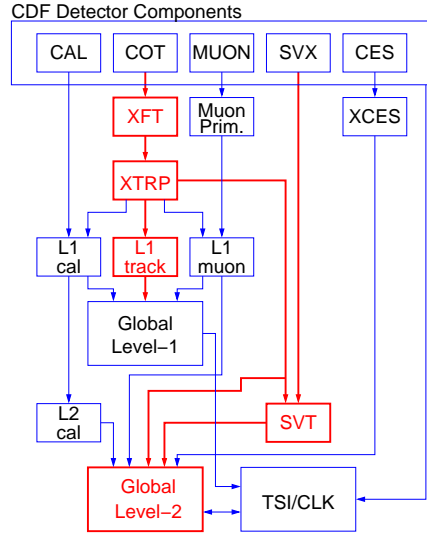 CDF Detector Components
CAL
COT
MUON
SVX
CES
XFT
Muon
Prim.
XCES
XTRP
L1
cal
L1
track
L1
muon
Global
Level−1
L2
cal
SVT
Global
Level−2
TSI/CLK